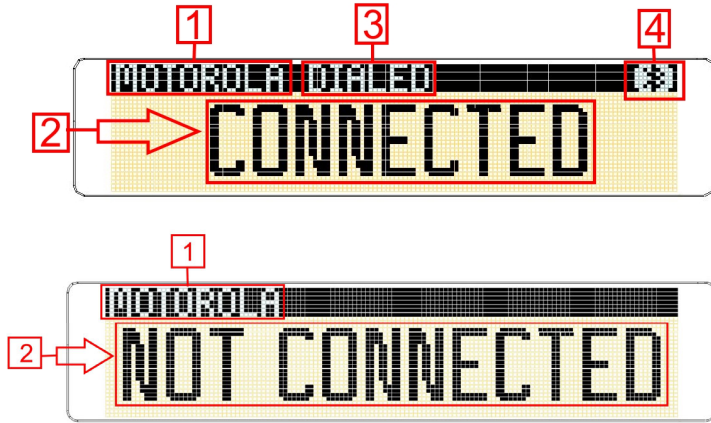 1 3 4
MOTOROLA DIALED
2 CONNECTED
1
MOTOROLA
2 NOT CONNECTED